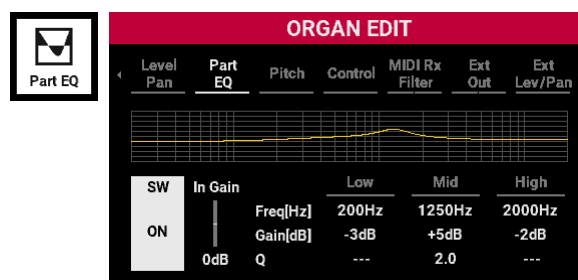 ORGAN EDIT
Part EQ
Level Pan
Part EQ
Pitch
Control
MIDI Rx Filter
Ext Out
Ext Lev/Pan
SW
In Gain
Low
Mid
High
Freq[Hz]
200Hz
1250Hz
2000Hz
ON
Gain[dB]
-3dB
+5dB
-2dB
0dB
Q
---
2.0
---